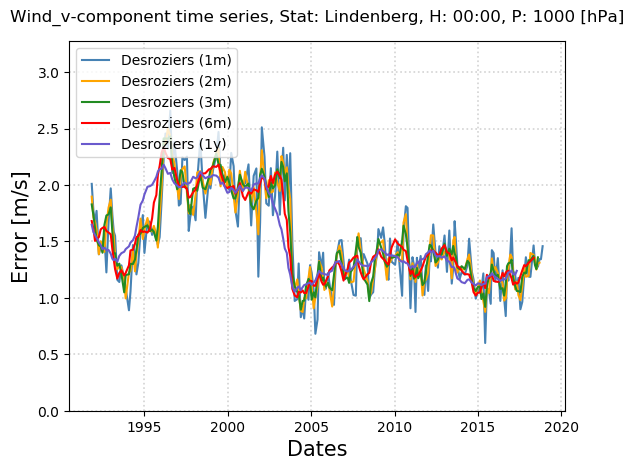 Wind_v-component time series, Stat: Lindenberg, H: 00:00, P: 1000 [hPa]
Desroziers (1m)
Desroziers (2m)
Desroziers (3m)
Desroziers (6m)
Desroziers (1y)
Error [m/s]
3.0
2.5
2.0
1.5
1.0
0.5
0.0
1995 2000 2005 2010 2015 2020
Dates